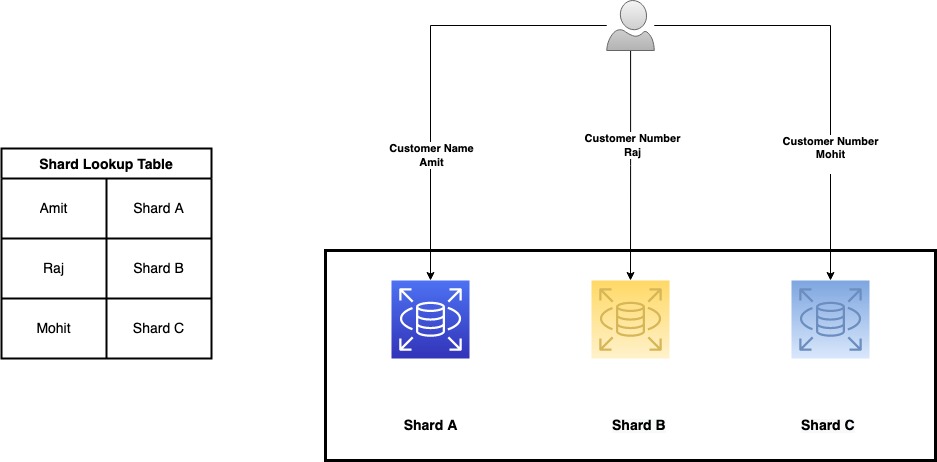 Customer Name
Amit
Customer Number
Raj
Customer Number
Mohit
Shard Lookup Table
Amit Shard A
Raj Shard B
Mohit Shard C
Shard A
Shard B
Shard C